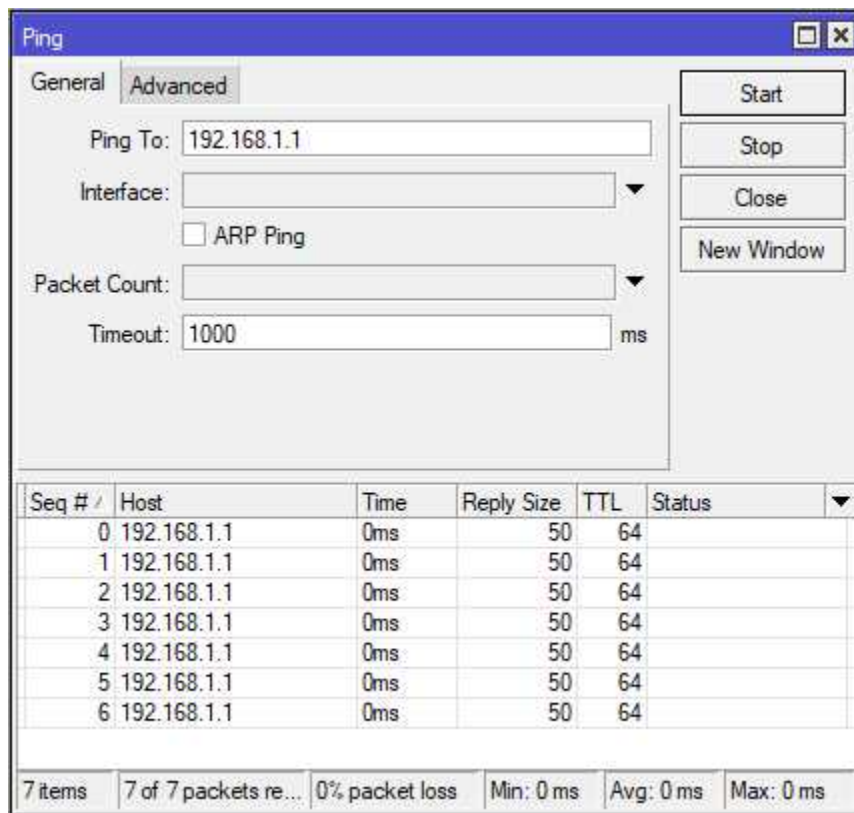 Ping
General Advanced
Start
Ping To: 192.168.1.1
Stop
Interface:
Close
ARP Ping
New Window
Packet Count:
Timeout: 1000 ms
Seq # Host Time Reply Size TTL Status
0 192.168.1.1 0ms 50 64
1 192.168.1.1 0ms 50 64
2 192.168.1.1 0ms 50 64
3 192.168.1.1 0ms 50 64
4 192.168.1.1 0ms 50 64
5 192.168.1.1 0ms 50 64
6 192.168.1.1 0ms 50 64
7 items 7 of 7 packets re... 0% packet loss Min: 0 ms Avg: 0 ms Max: 0 ms